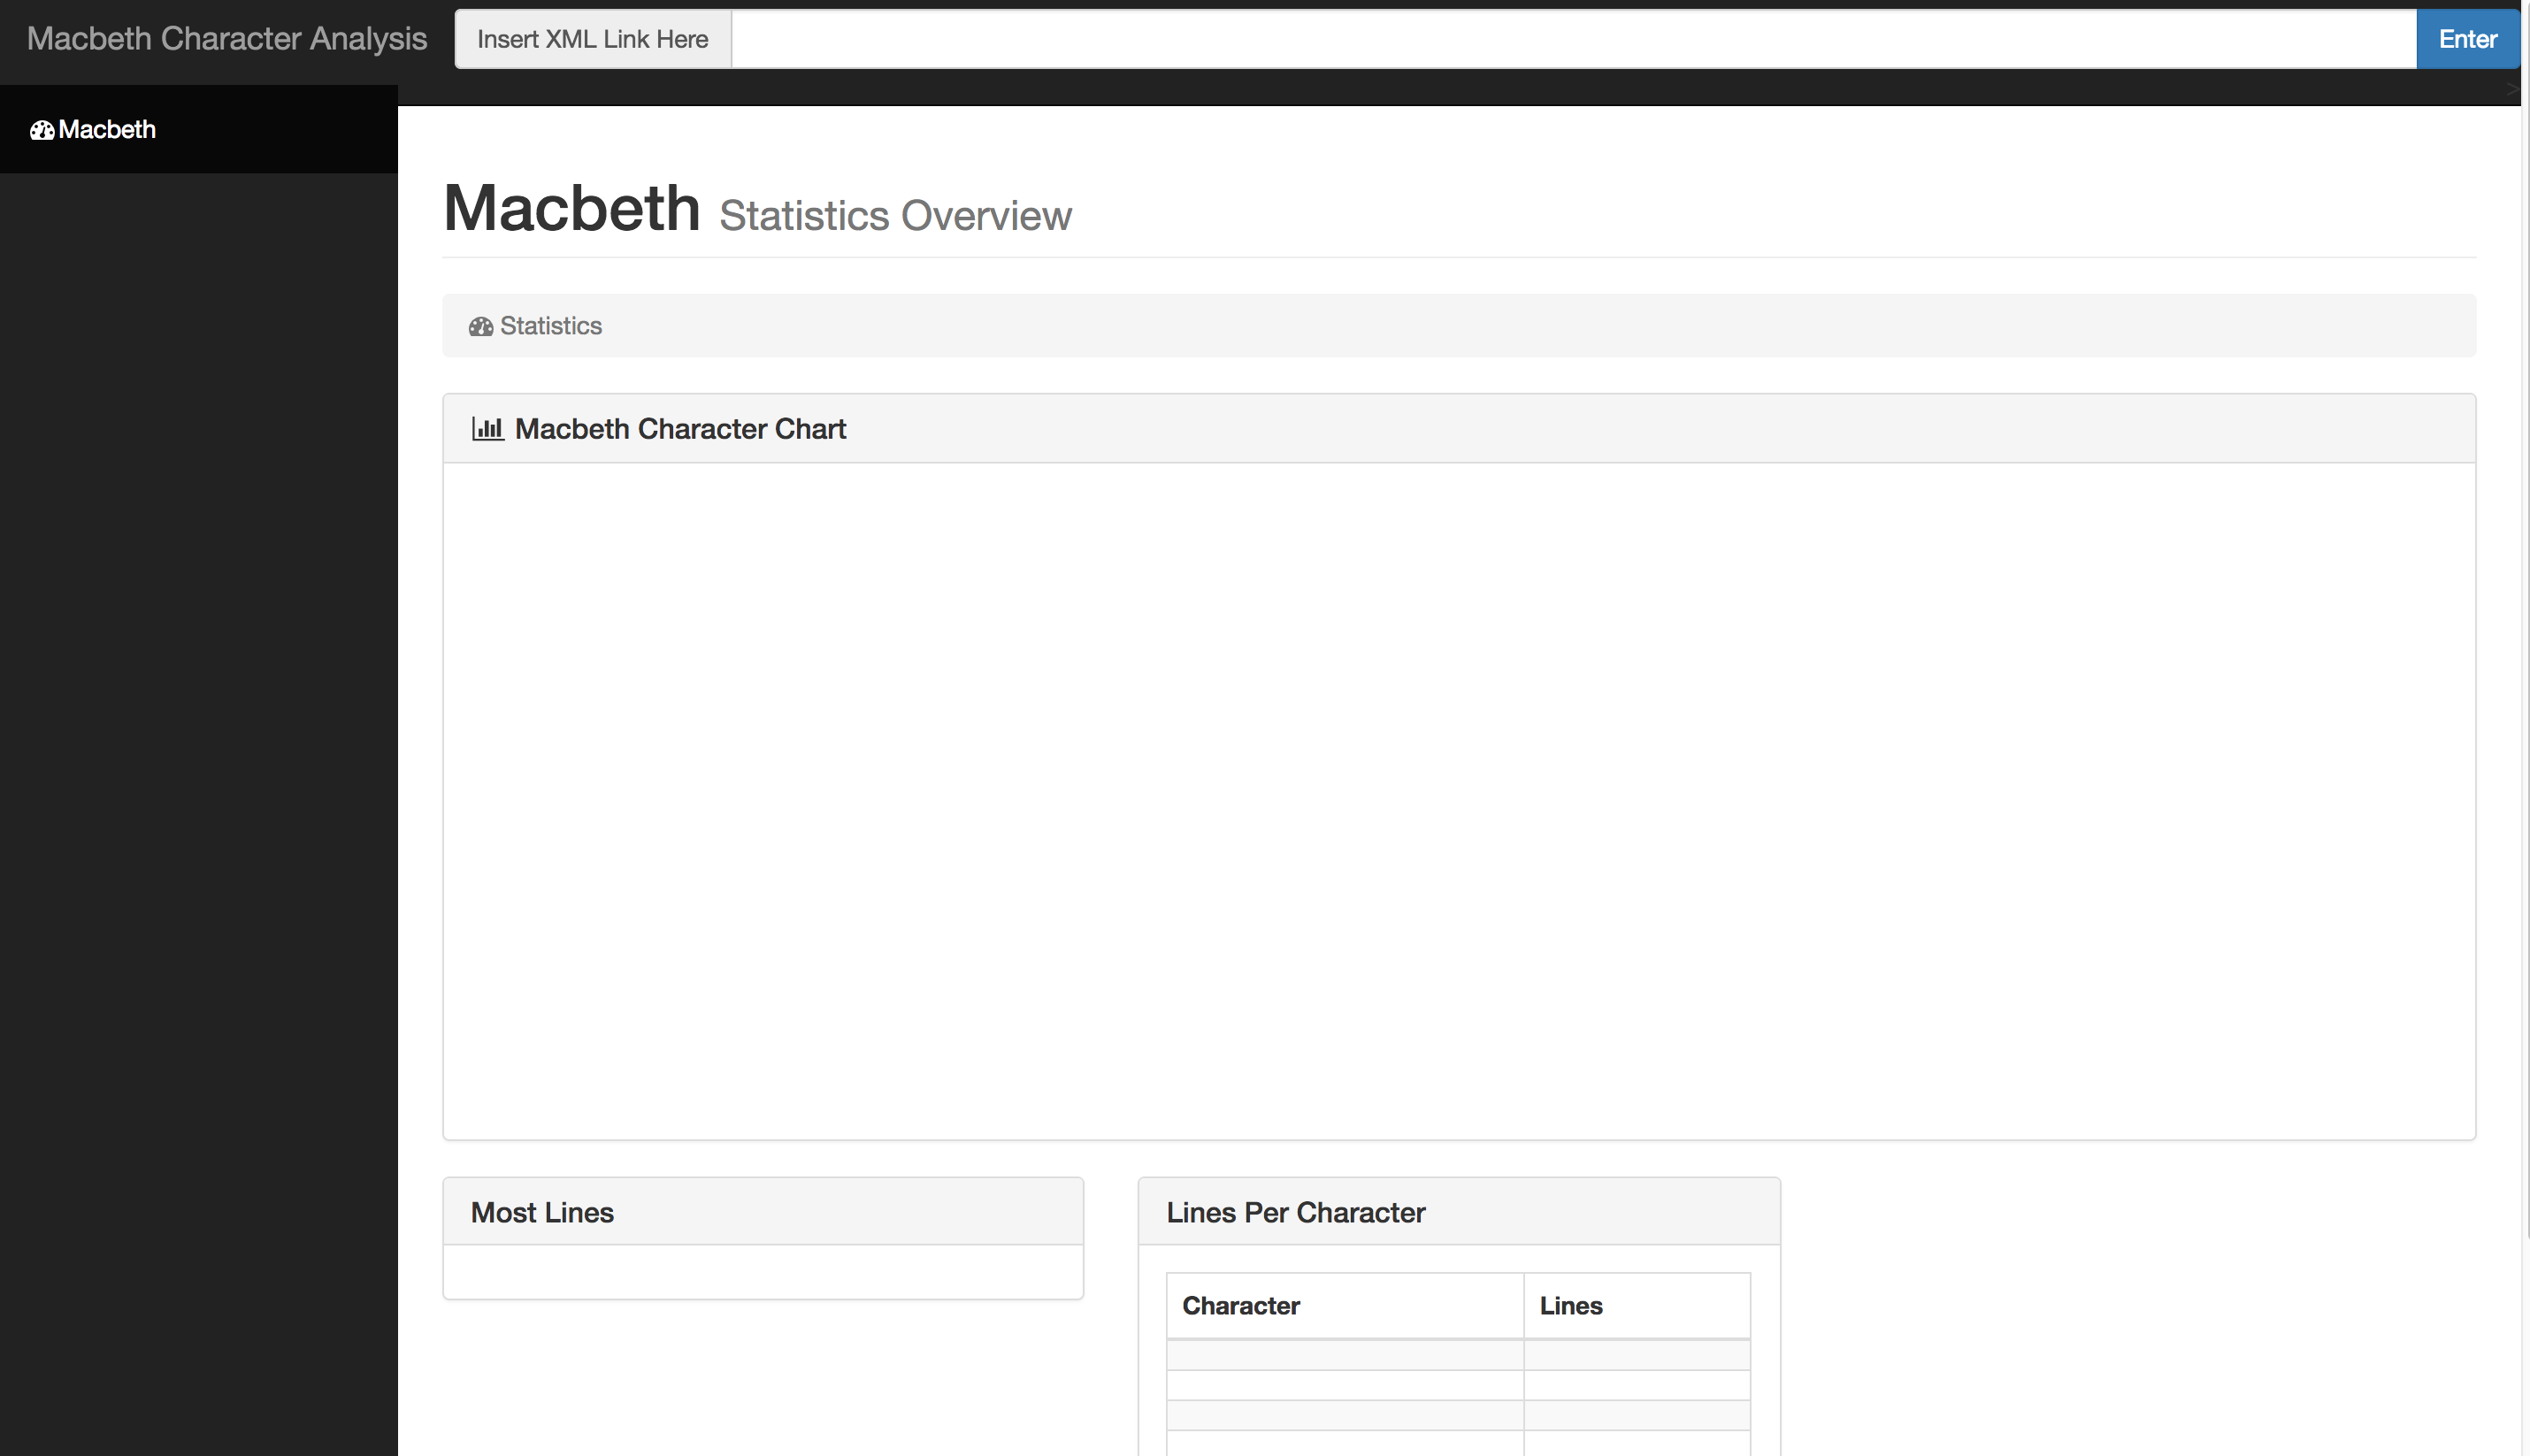 Macbeth Character Analysis
Insert XML Link Here
Enter
>
Macbeth
Macbeth Statistics Overview
Statistics
Macbeth Character Chart
Most Lines
Lines Per Character
Character Lines